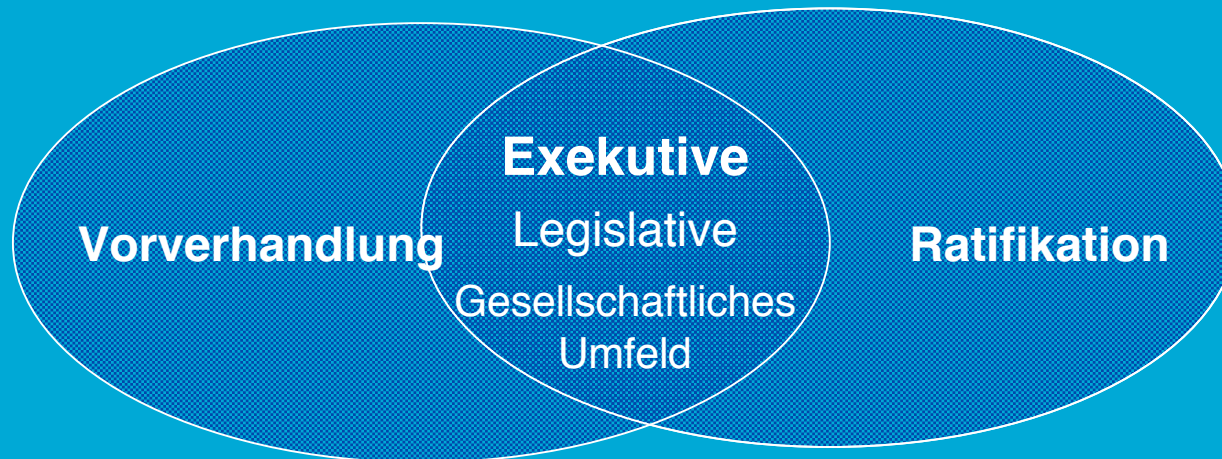 Exekutive
Vorverhandlung
Legislative
Ratifikation
Gesellschaftliches
Umfeld